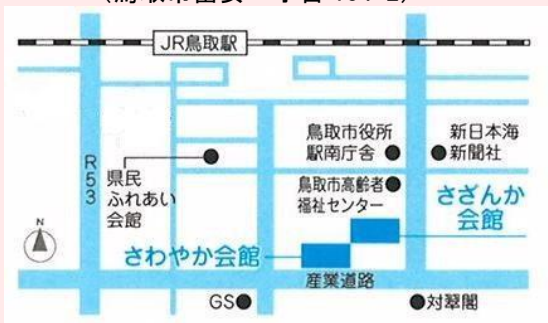 JR鳥取駅
鳥取市役所
駅南庁舎
新日本海
新聞社
R53
県民
ふれあい
会館
鳥取市高齢者
福祉センター
さざんか
会館
N
さわやか会館
産業道路
GS
対翠閣